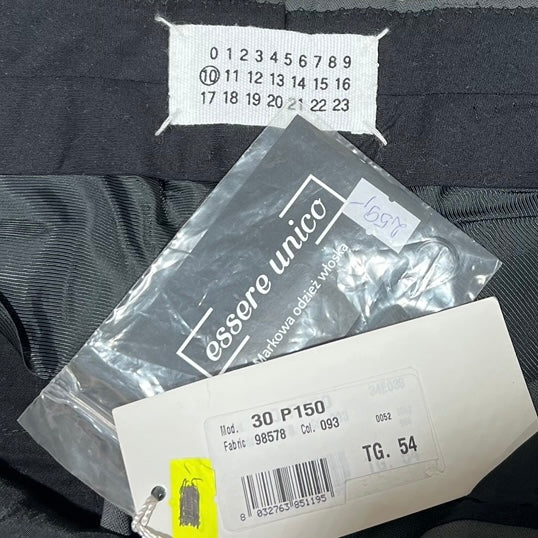 0 1 2 3 4 5 6 7 8 9
10 11 12 13 14 15 16
17 18 19 20 21 22 23
259,-
essere unico
Markowa odzież włoska
Mod. 30 P150
Fabric 98578 Col. 093 0052
TG. 54
8 032763 851195